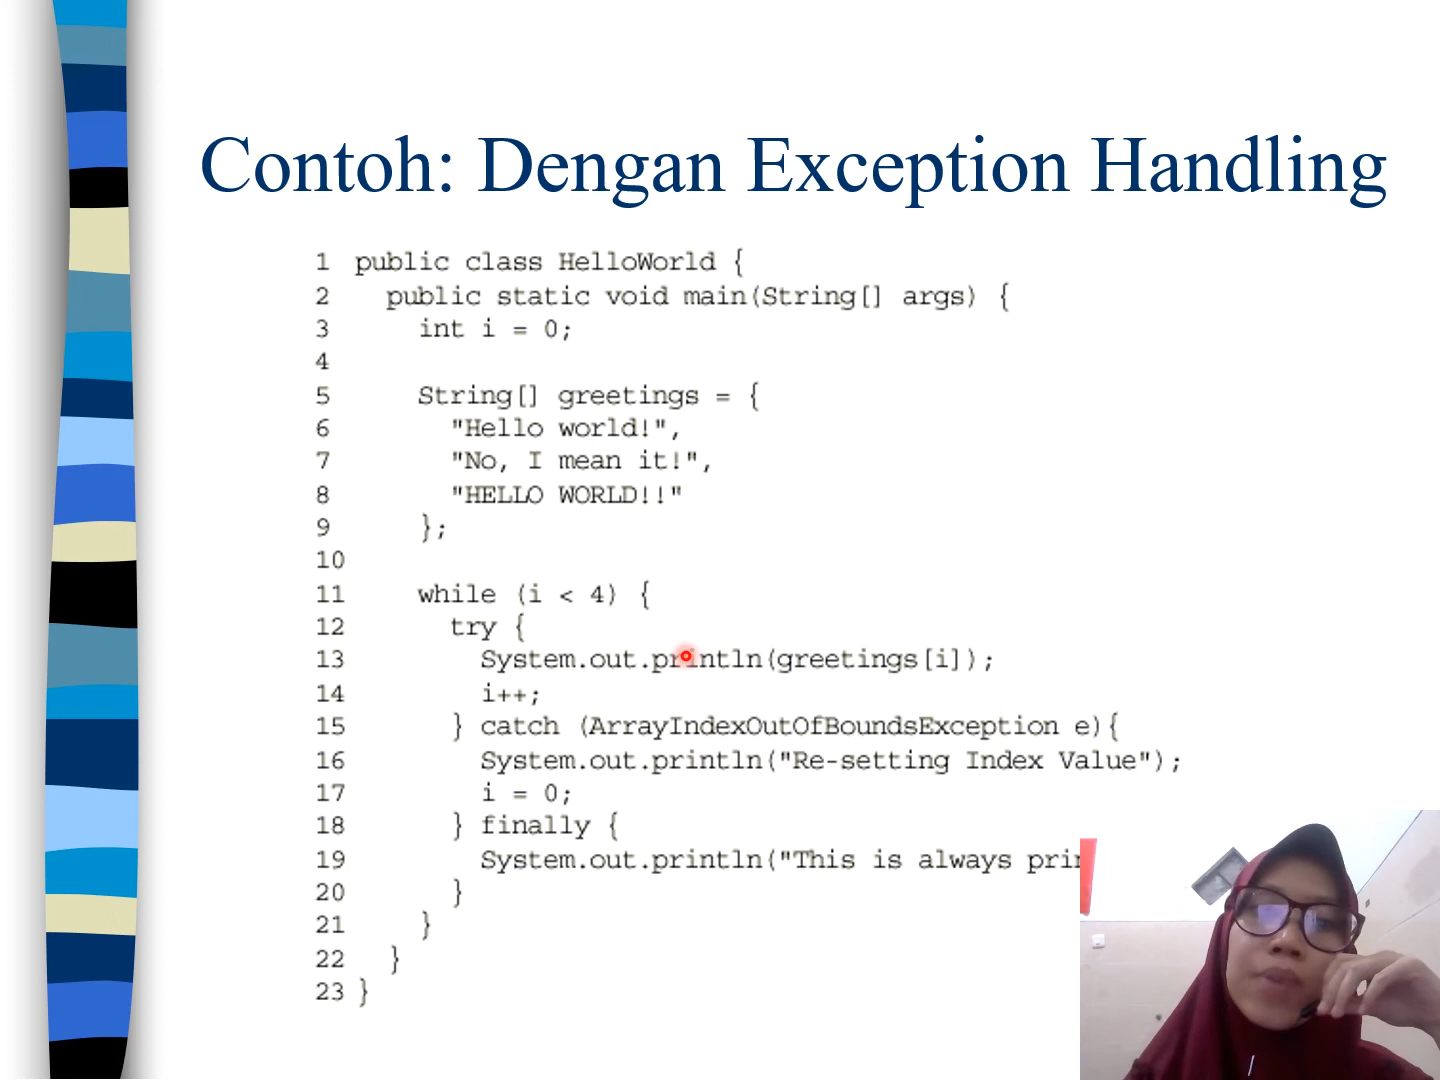 Contoh: Dengan Exception Handling
1 public class HelloWorld {
2 public static void main(String[] args) {
3 int i = 0;
4
5 String[] greetings = {
6 "Hello world!",
7 "No, I mean it!",
8 "HELLO WORLD!!"
9 };
10
11 while (i < 4) {
12 try {
13 System.out.println(greetings[i]);
14 i++;
15 } catch (ArrayIndexOutOfBoundsException e){
16 System.out.println("Re-setting Index Value");
17 i = 0;
18 } finally {
19 System.out.println("This is always
20 }
21 }
22 }
23 }